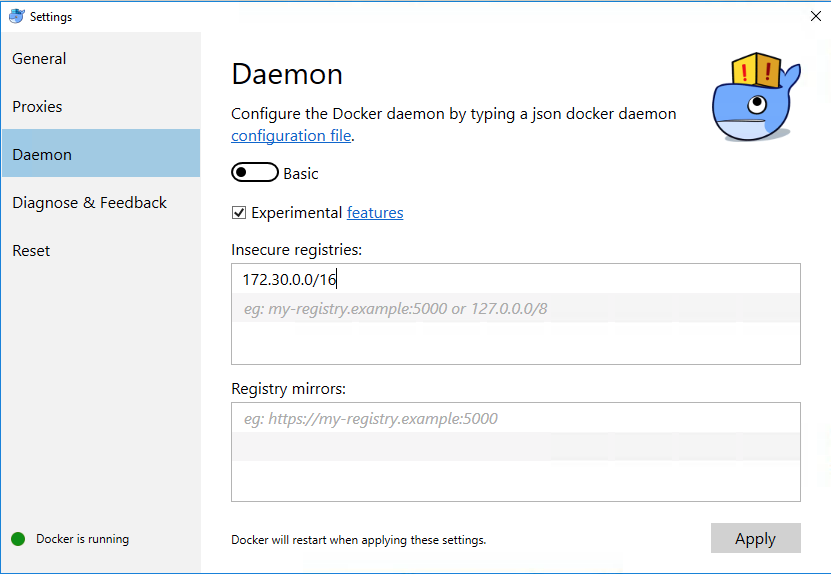 Settings
General
Proxies
Daemon
Diagnose & Feedback
Reset
Docker is running
Daemon
Configure the Docker daemon by typing a json docker daemon
configuration file.
Basic
Experimental features
Insecure registries:
172.30.0.0/16
eg: my-registry.example:5000 or 127.0.0.0/8
Registry mirrors:
eg: https://my-registry.example:5000
Docker will restart when applying these settings.
Apply